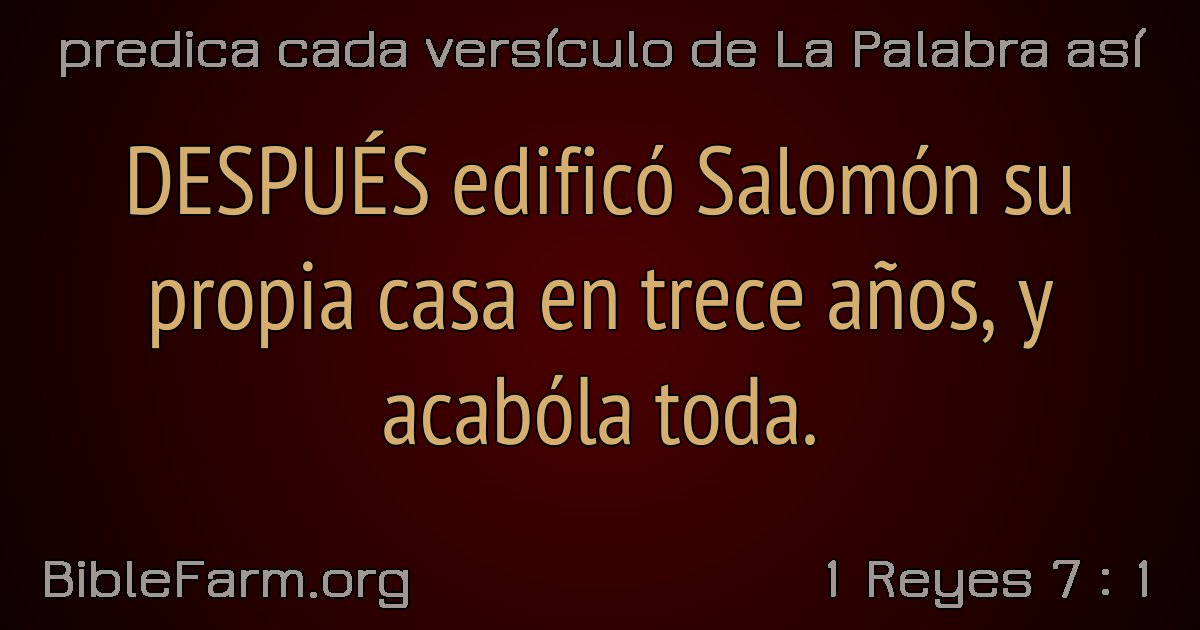 predica cada versículo de La Palabra así
DESPUÉS edificó Salomón su
propia casa en trece años, y
acabóla toda.
BibleFarm.org
1 Reyes 7 : 1